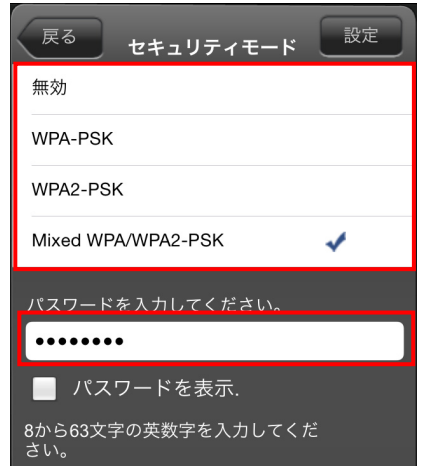 戻る
セキュリティモード
設定
無効
WPA-PSK
WPA2-PSK
Mixed WPA/WPA2-PSK
パスワードを入力してください。
••••••••
パスワードを表示.
8から63文字の英数字を入力してくだ
さい。